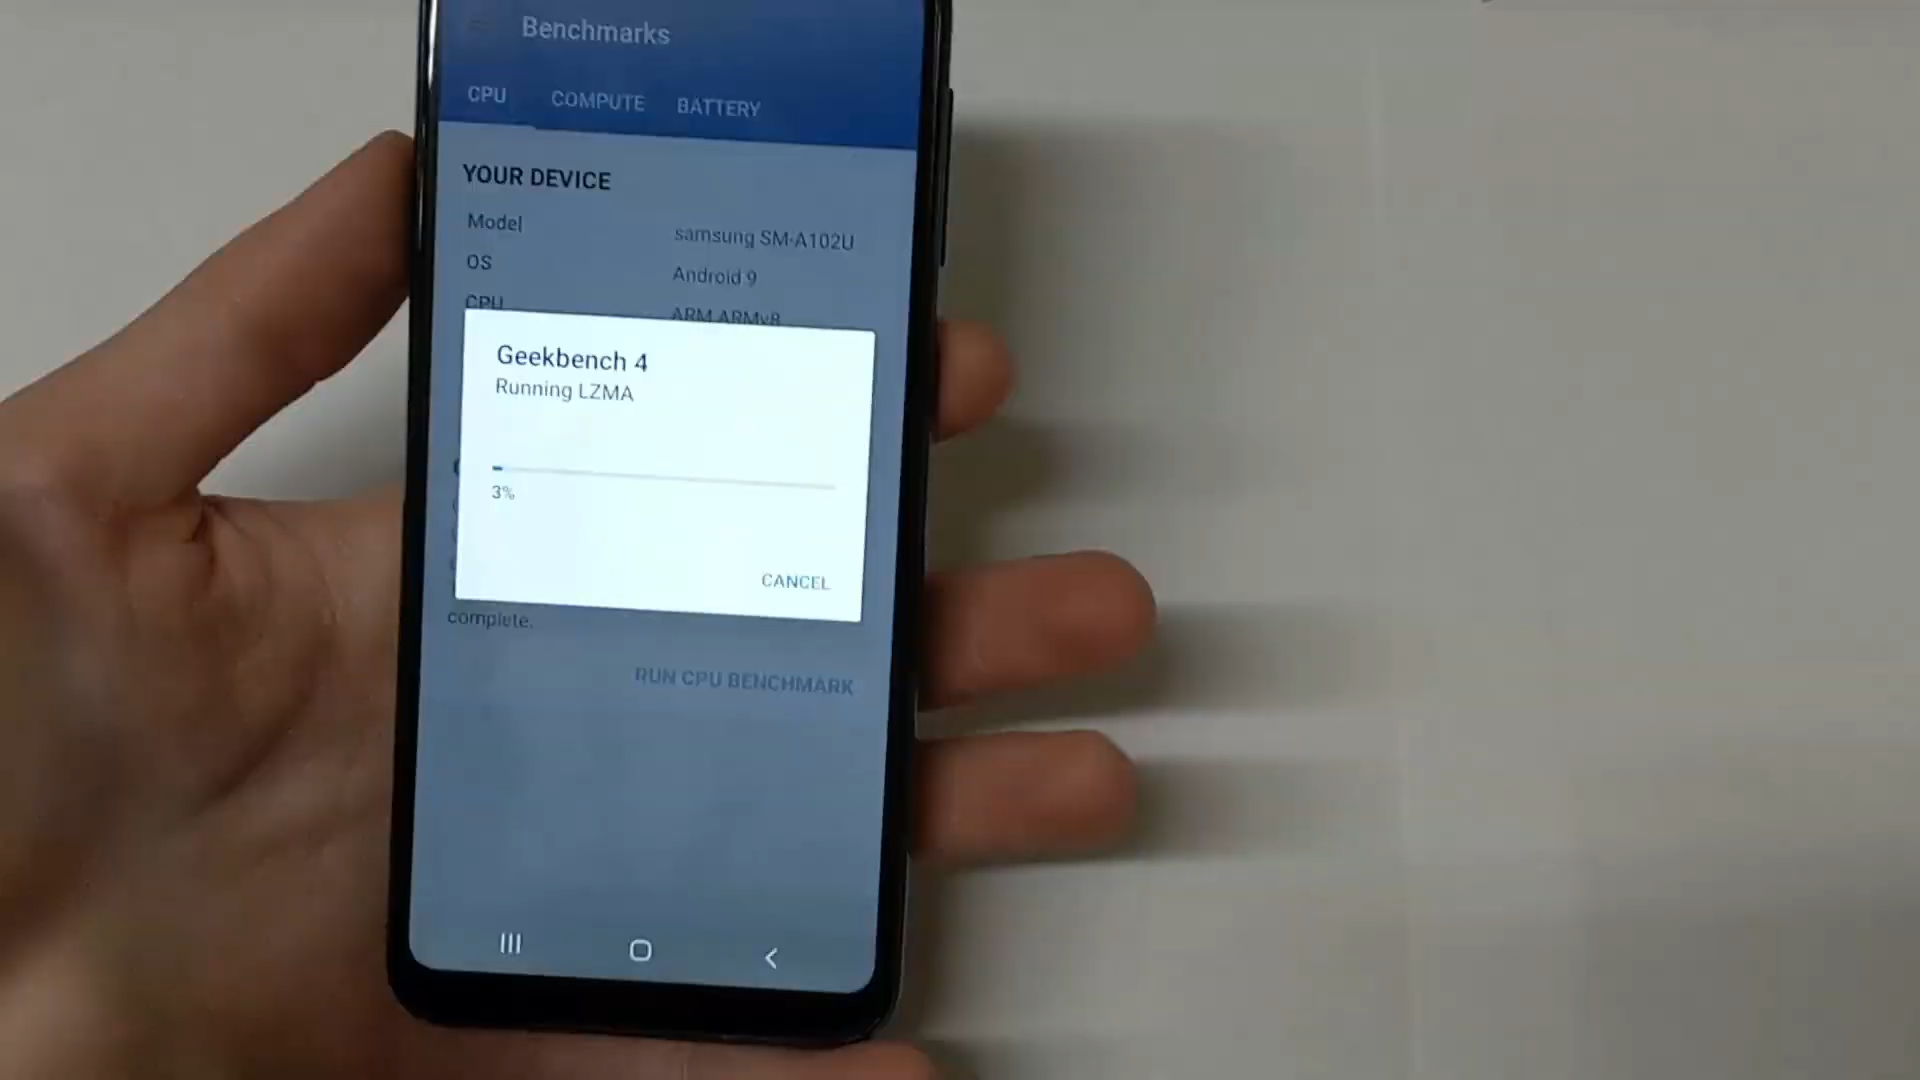 Benchmarks
CPU COMPUTE BATTERY
YOUR DEVICE
Model samsung SM-A102U
OS Android 9
CPU ARM ARMv8
Geekbench 4
Running LZMA
3%
CANCEL
complete.
RUN CPU BENCHMARK